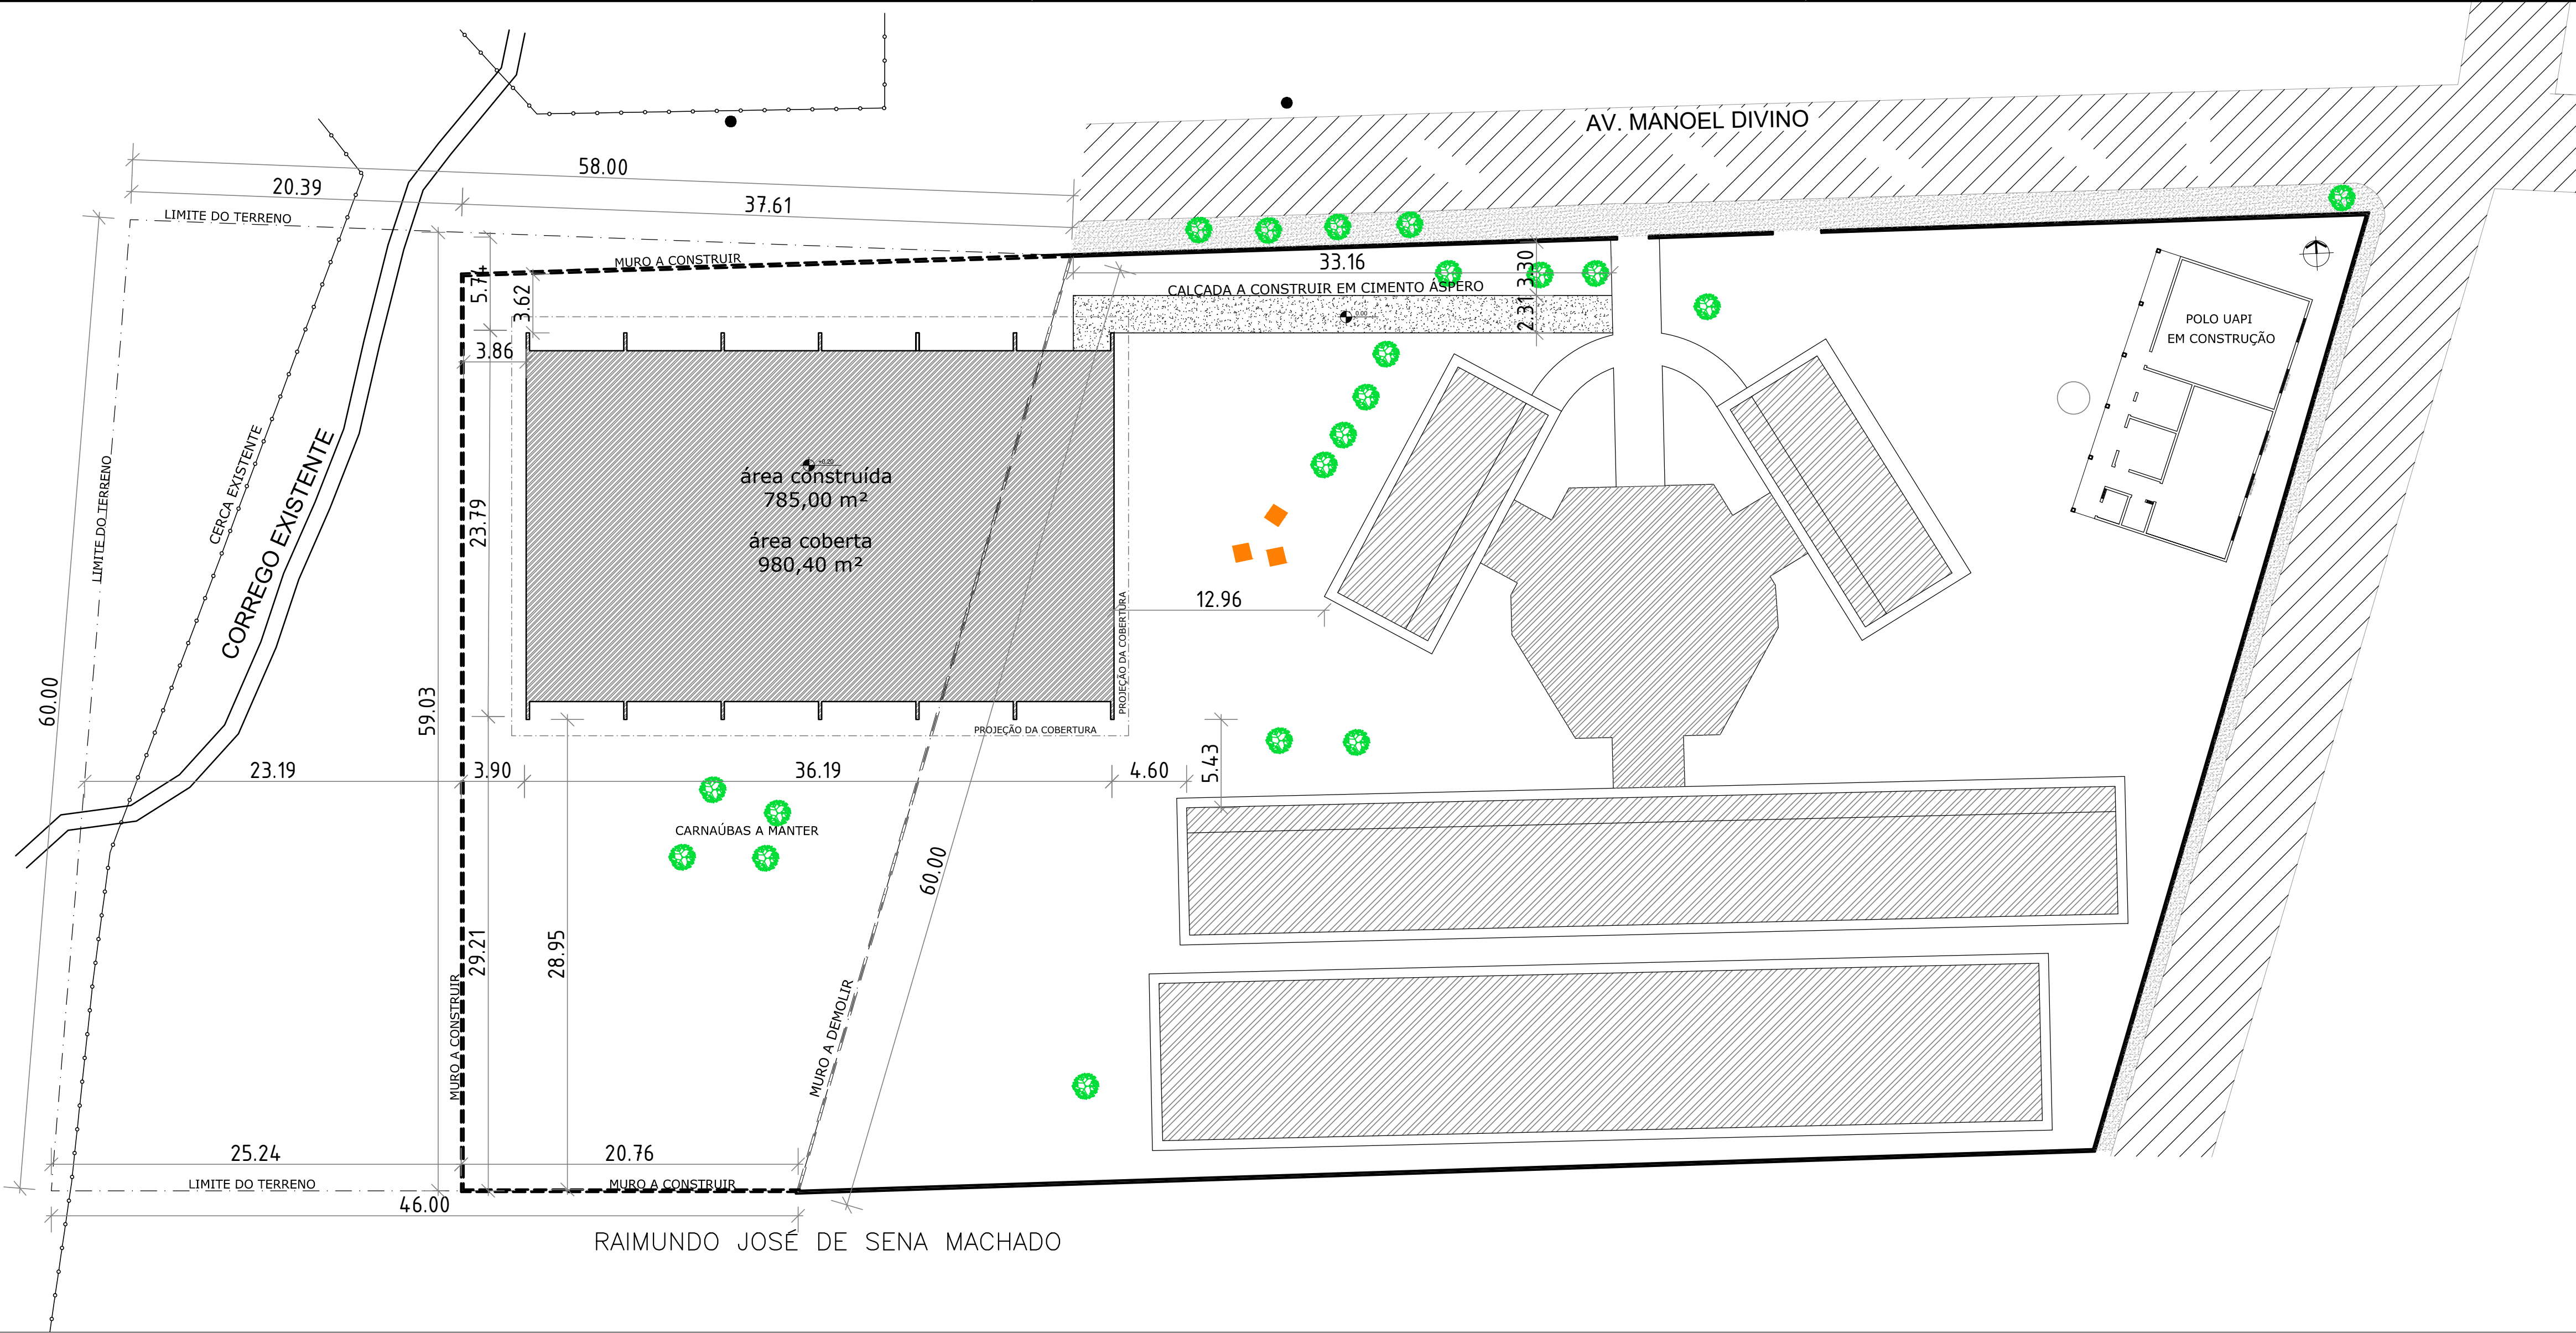 AV. MANOEL DIVINO
58.00
20.39
37.61
LIMITE DO TERRENO
MURO A CONSTRUIR
5.74
3.62
3.86
33.16
3.30
CALÇADA A CONSTRUIR EM CIMENTO ÁSPERO
2.31
0.00
POLO UAPI
EM CONSTRUÇÃO
LIMITE DO TERRENO
CERCA EXISTENTE
CORREGO EXISTENTE
60.00
59.03
23.79
+0.20
área construída
785,00 m²
área coberta
980,40 m²
12.96
PROJEÇÃO DA COBERTURA
PROJEÇÃO DA COBERTURA
23.19
3.90
36.19
4.60
5.43
CARNAÚBAS A MANTER
60.00
29.21
28.95
MURO A CONSTRUIR
MURO A DEMOLIR
25.24
20.76
LIMITE DO TERRENO
MURO A CONSTRUIR
46.00
RAIMUNDO JOSÉ DE SENA MACHADO